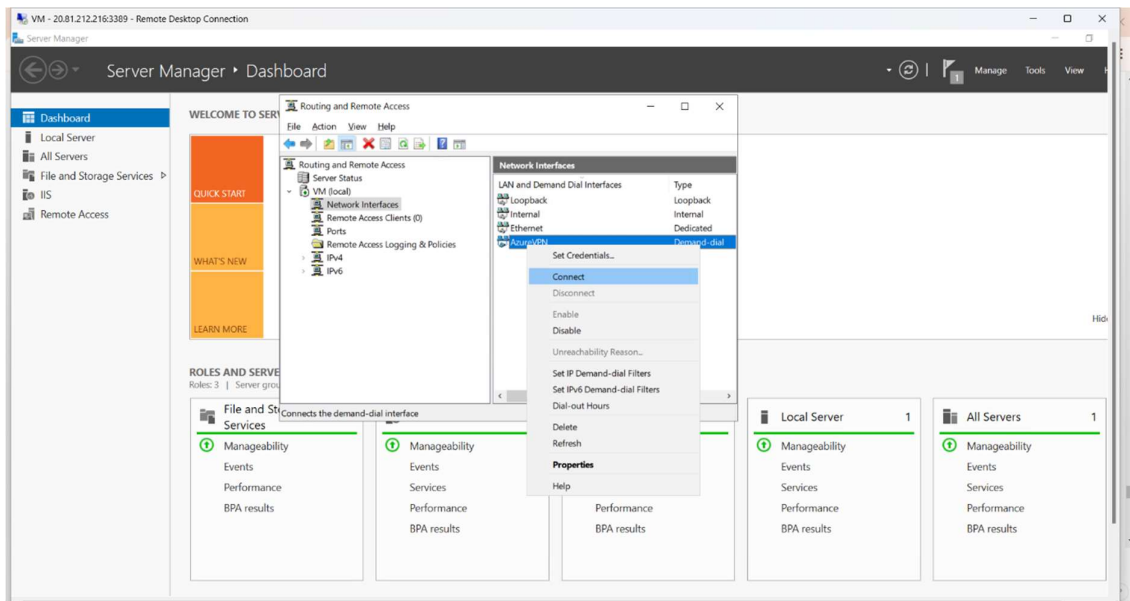 VM - 20.81.212.216:3389 - Remote Desktop Connection
Server Manager
Server Manager • Dashboard
1
Manage
Tools
View
Dashboard
Local Server
All Servers
File and Storage Services
IIS
Remote Access
WELCOME TO SERV
QUICK START
WHAT'S NEW
LEARN MORE
Routing and Remote Access
File Action View Help
Routing and Remote Access
Server Status
VM (local)
Network Interfaces
Remote Access Clients (0)
Ports
Remote Access Logging & Policies
IPv4
IPv6
Network Interfaces
LAN and Demand Dial Interfaces Type
Loopback Loopback
Internal Internal
Ethernet Dedicated
AzureVPN Demand-dial
Set Credentials...
Connect
Disconnect
Enable
Disable
Unreachability Reason...
Set IP Demand-dial Filters
Set IPv6 Demand-dial Filters
Dial-out Hours
Delete
Refresh
Properties
Help
Connects the demand-dial interface
ROLES AND SERVE
Roles: 3 | Server grou
File and Sto
Services
Manageability
Events
Performance
BPA results
Manageability
Events
Services
Performance
BPA results
Performance
BPA results
Local Server 1
Manageability
Events
Services
Performance
BPA results
All Servers 1
Manageability
Events
Services
Performance
BPA results